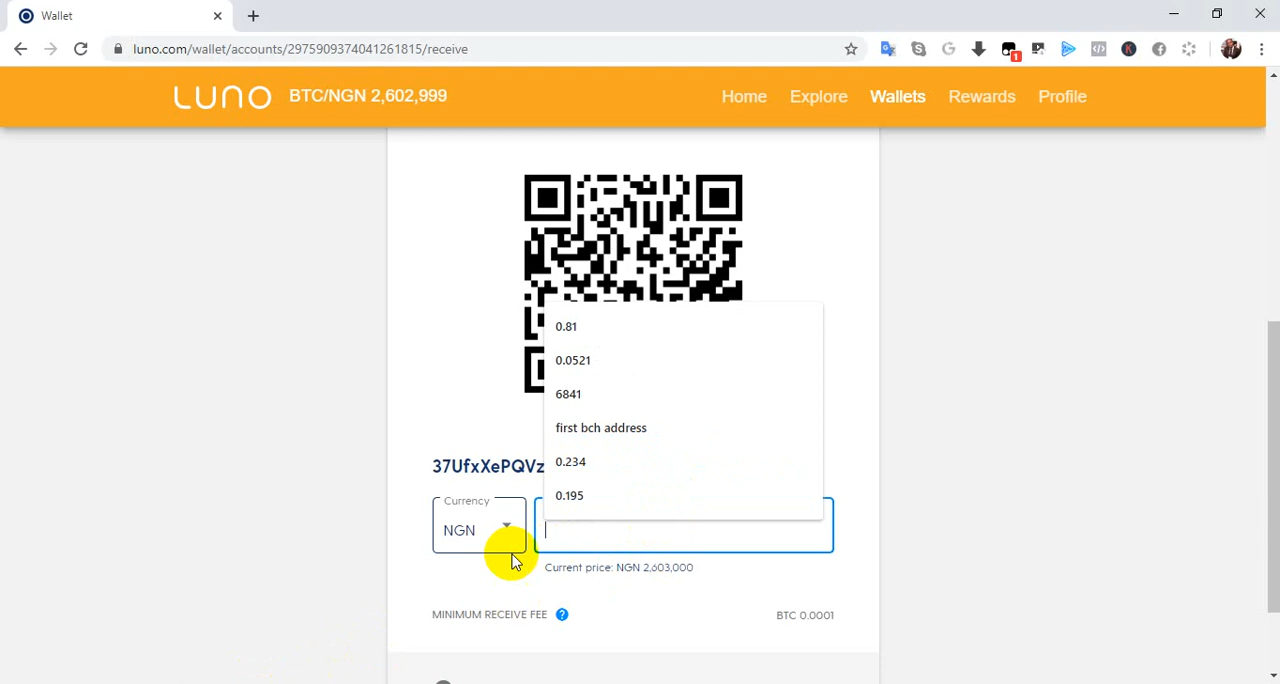 Wallet
luno.com/wallet/accounts/2975909374041261815/receive
1
LUNO BTC/NGN 2,602,999 Home Explore Wallets Rewards Profile
0.81
0.0521
6841
first bch address
0.234
0.195
37UfxXePQVz
Currency
NGN
Current price: NGN 2,603,000
MINIMUM RECEIVE FEE ? BTC 0.0001